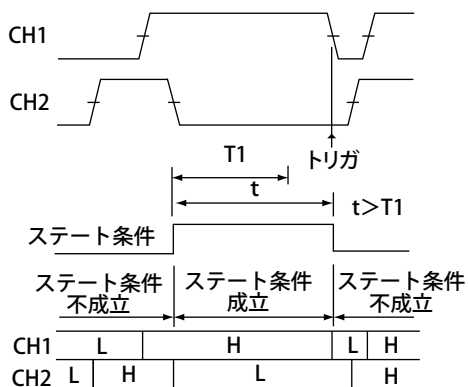 CH1
CH2
T1
トリガ
t
t>T1
ステート条件
ステート条件 不成立
ステート条件 成立
ステート条件 不成立
CH1 L H L H
CH2 L H L H